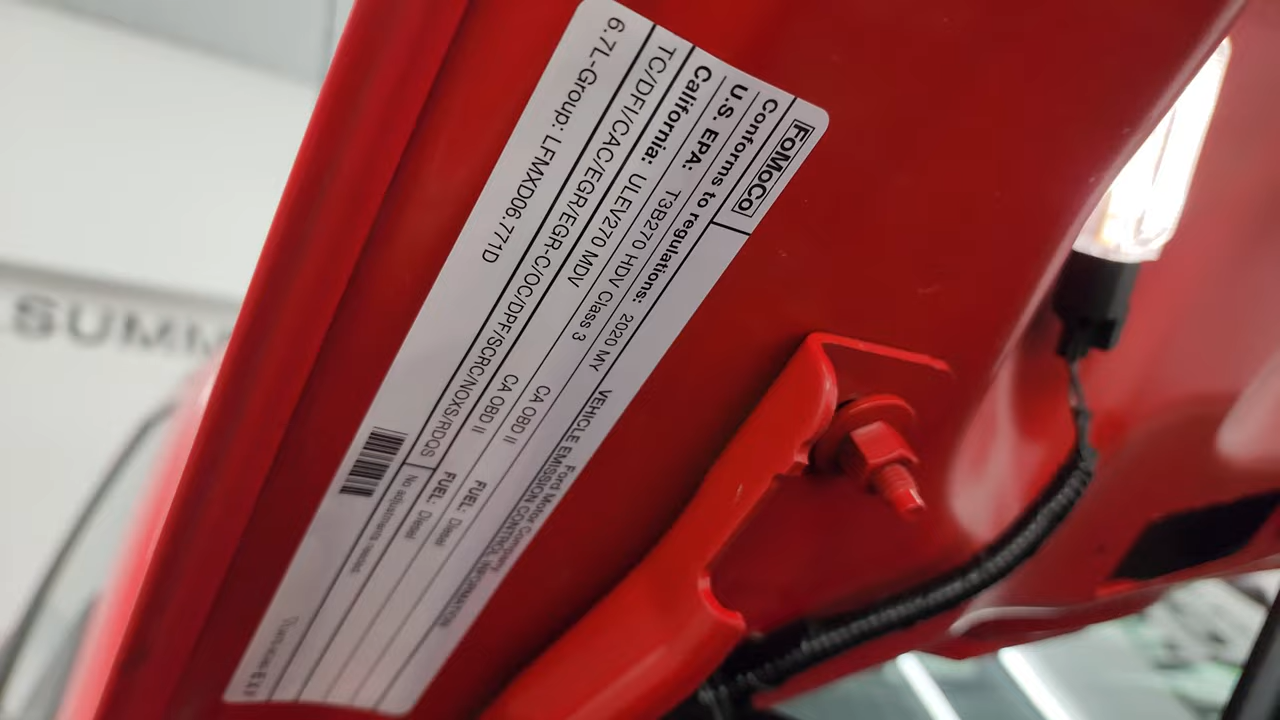 FoMoCo
Ford Motor Company
VEHICLE EMISSION CONTROL INFORMATION
Conforms to regulations: 2020 MY
U.S. EPA: T3B270 HDV Class 3 CA OBD II FUEL: Diesel
California: ULEV270 MDV CA OBD II FUEL: Diesel
TC/DFI/CAC/EGR/EGR-C/OC/DPF/SCRC/NOXS/RDQS No adjustments needed.
6.7L-Group: LFMXD06.771D
SUMM